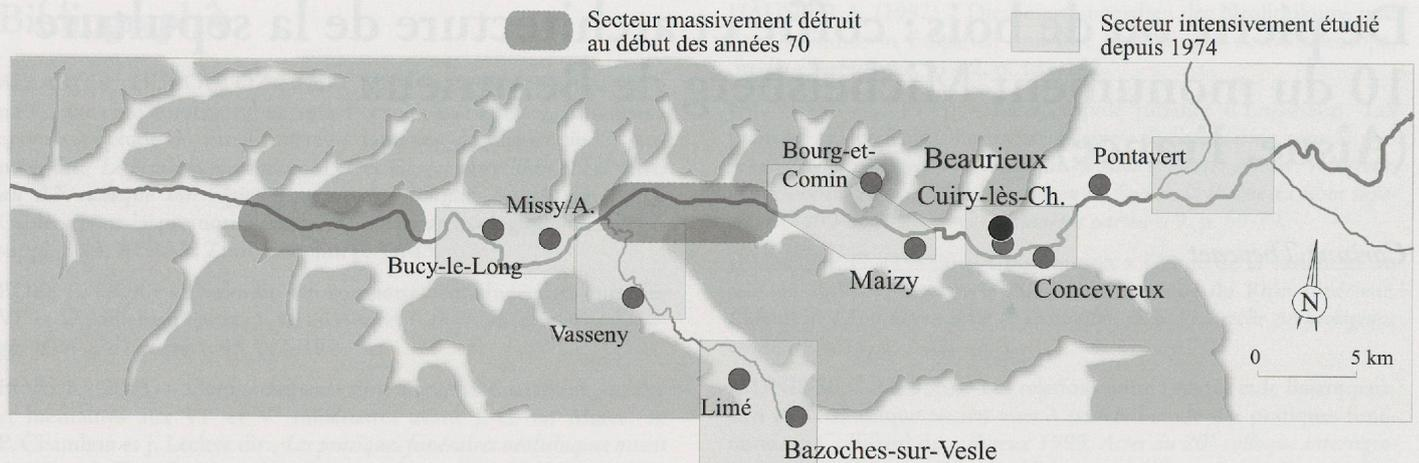 Secteur massivement détruit
au début des années 70
Secteur intensivement étudié
depuis 1974
Bourg-et-
Comin
Beaurieux
Cuiry-lès-Ch.
Pontavert
Missy/A.
Bucy-le-Long
Maizy
Concevreux
Vasseny
N
0 5 km
Limé
Bazoches-sur-Vesle